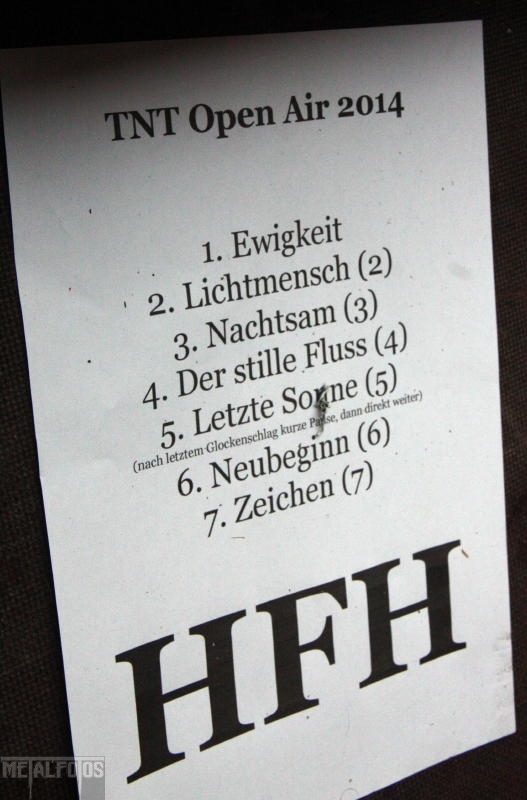 TNT Open Air 2014
1. Ewigkeit
2. Lichtmensch (2)
3. Nachtsam (3)
4. Der stille Fluss (4)
5. Letzte Sonne (5)
(nach letztem Glockenschlag kurze Pause, dann direkt weiter)
6. Neubeginn (6)
7. Zeichen (7)
HFH
METALFOTOS